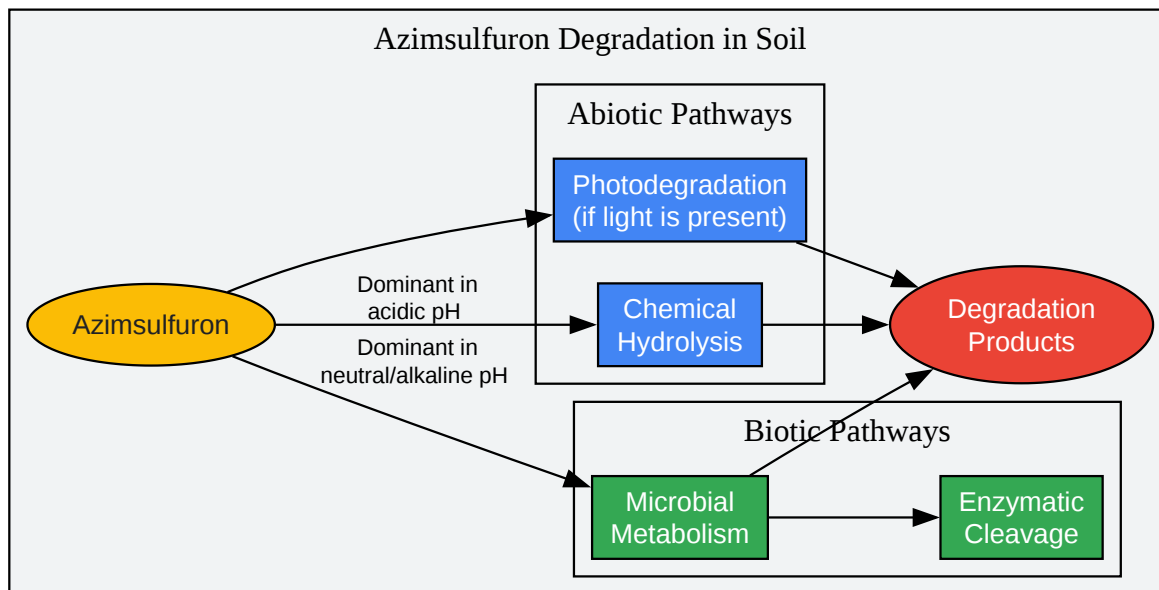 Azimsulfuron Degradation in Soil
Abiotic Pathways
Photodegradation
(if light is present)
Dominant in
acidic pH
Chemical
Hydrolysis
Azimsulfuron
Degradation
Products
Dominant in
neutral/alkaline pH
Biotic Pathways
Microbial
Metabolism
Enzymatic
Cleavage